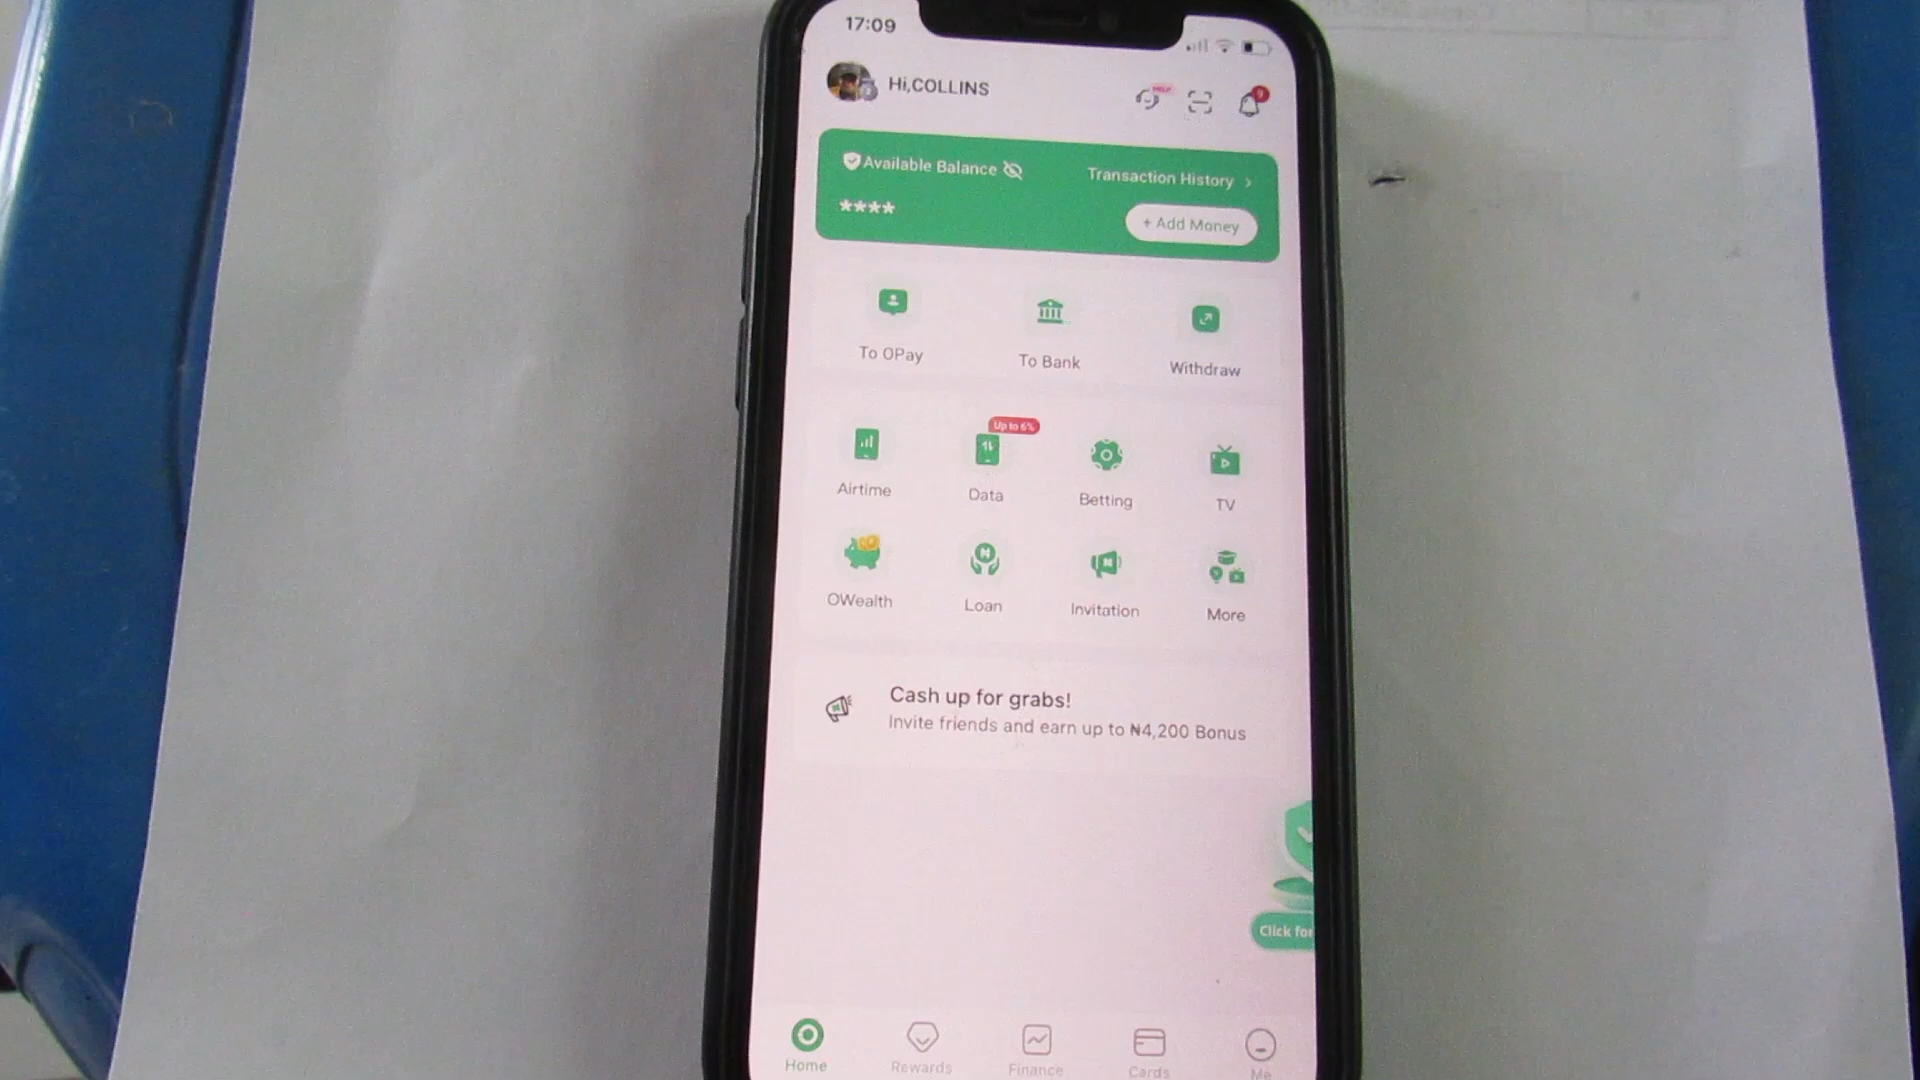 17:09
Hi,COLLINS
HELP
9
Available Balance
Transaction History >
****
+ Add Money
To OPay
To Bank
Withdraw
Up to 6%
Airtime
Data
Betting
TV
OWealth
Loan
Invitation
More
Cash up for grabs!
Invite friends and earn up to ₦4,200 Bonus
Click for
Home
Rewards
Finance
Cards
Me